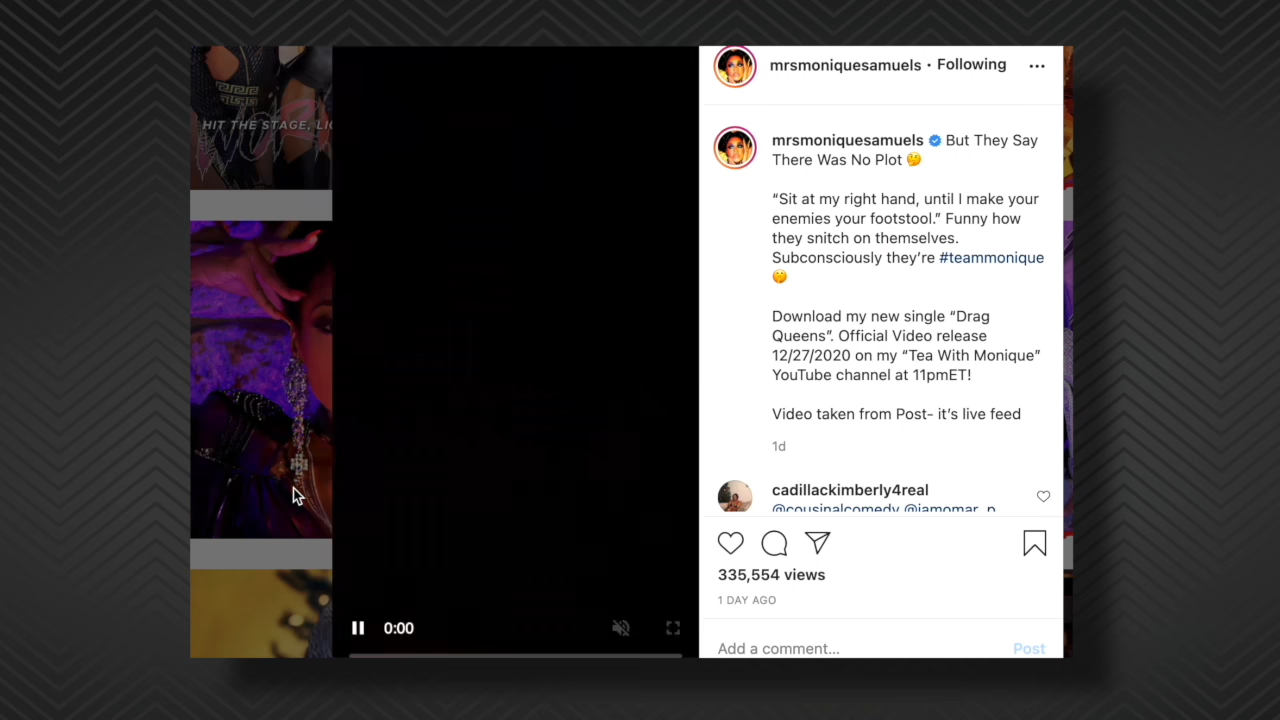 mrsmoniquesamuels • Following
HIT THE STAGE, LI
mrsmoniquesamuels But They Say
There Was No Plot 🤔
“Sit at my right hand, until I make your
enemies your footstool.” Funny how
they snitch on themselves.
Subconsciously they’re #teammonique
🤫
Download my new single “Drag
Queens”. Official Video release
12/27/2020 on my “Tea With Monique”
YouTube channel at 11pmET!
Video taken from Post- it’s live feed
1d
cadillackimberly4real
@cousinalcomedy @iamomar_p
335,554 views
1 DAY AGO
0:00
Add a comment... Post